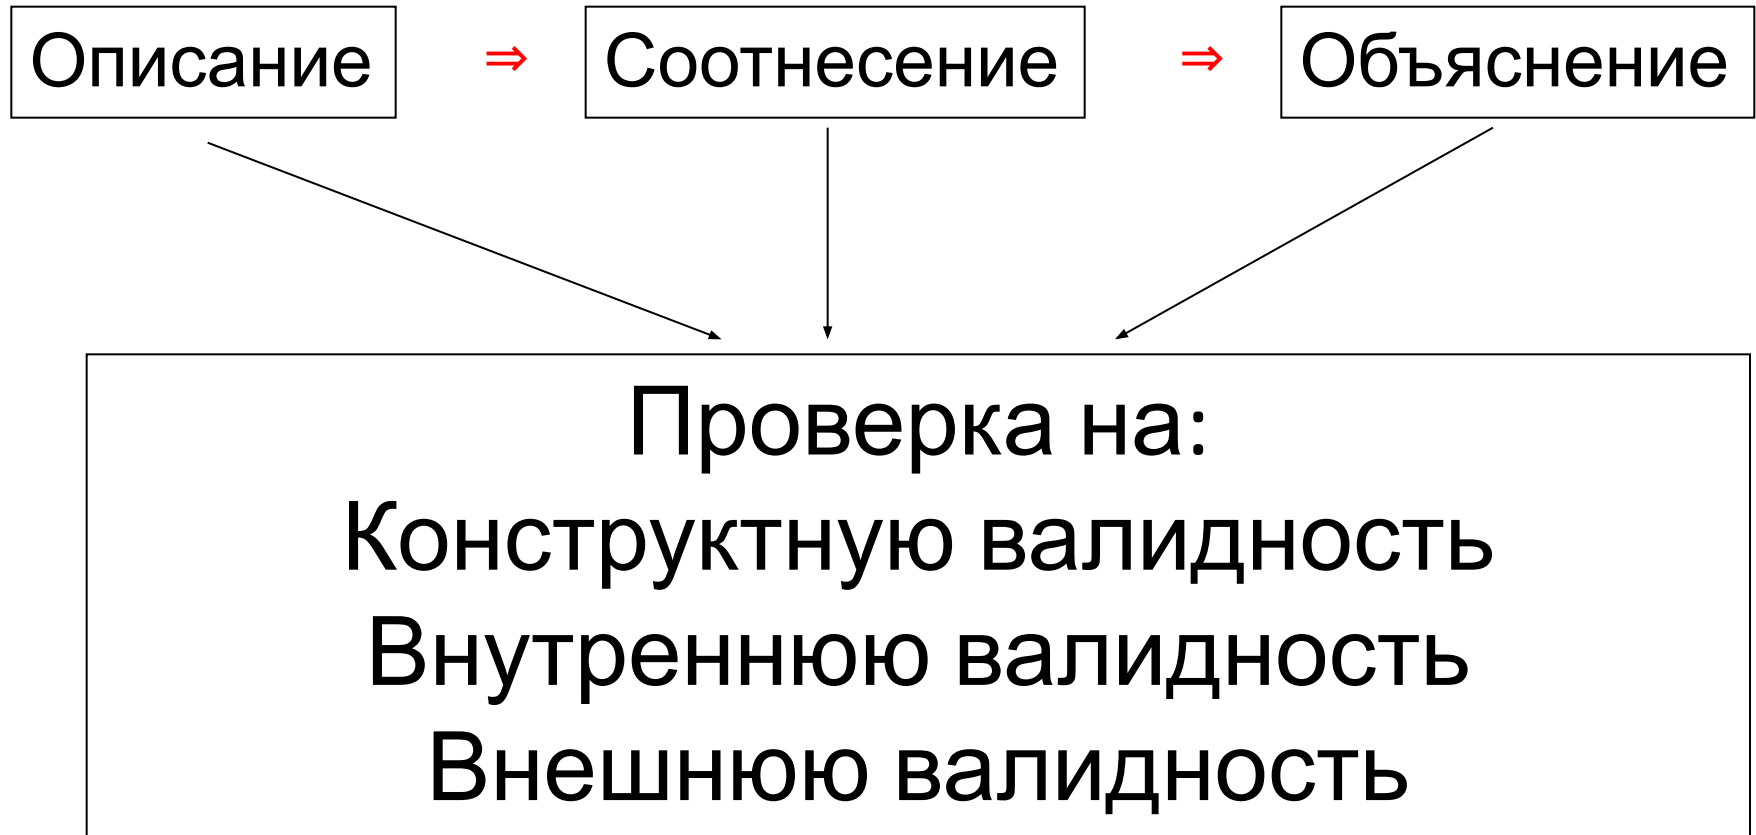 Описание ⇒ Соотнесение ⇒ Объяснение
Проверка на:
Конструктную валидность
Внутреннюю валидность
Внешнюю валидность